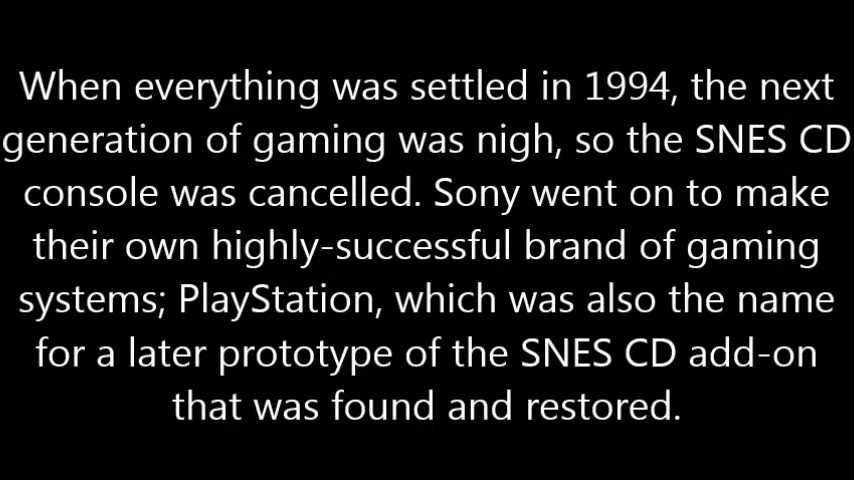 When everything was settled in 1994, the next
generation of gaming was nigh, so the SNES CD
console was cancelled. Sony went on to make
their own highly-successful brand of gaming
systems; PlayStation, which was also the name
for a later prototype of the SNES CD add-on
that was found and restored.